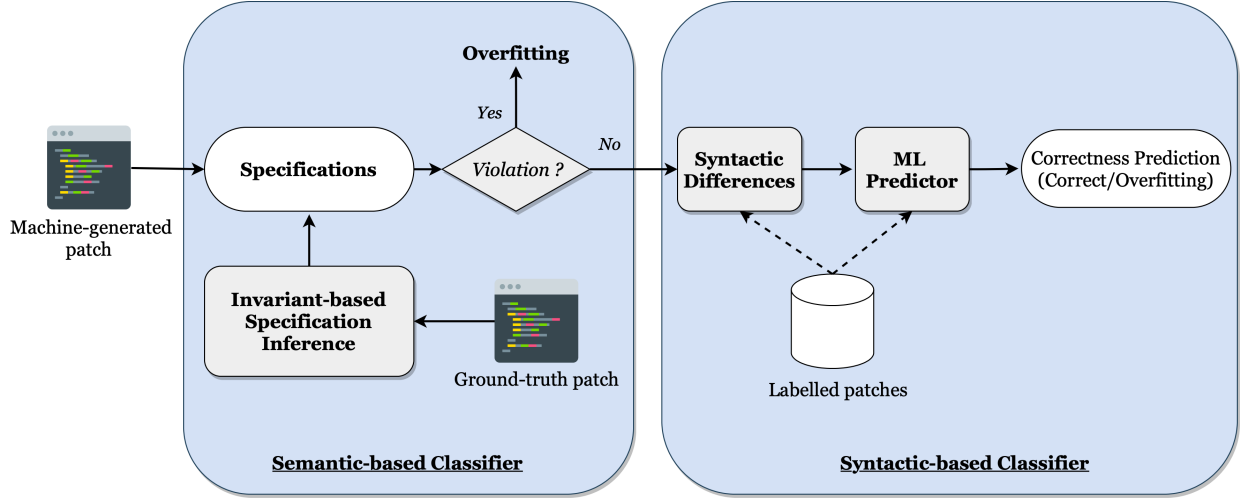 Overfitting
Yes
Machine-generated
patch
Specifications
Violation ?
No
Invariant-based
Specification
Inference
Ground-truth patch
Semantic-based Classifier
Syntactic
Differences
ML
Predictor
Correctness Prediction
(Correct/Overfitting)
Labelled patches
Syntactic-based Classifier